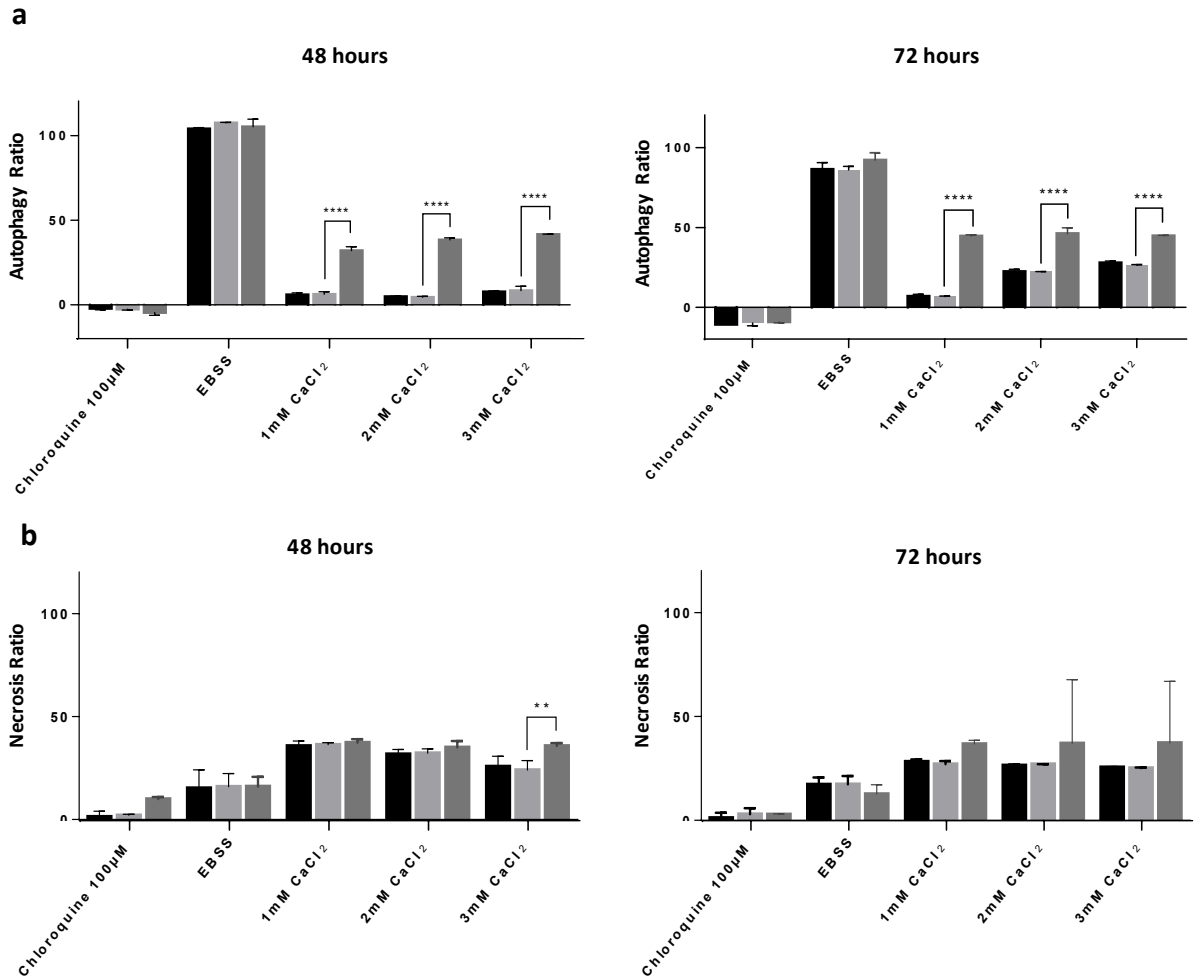 a
48 hours
Autophagy Ratio
100
50
0
****
****
****
Chloroquine 100µM
EBSS
1mM CaCl₂
2mM CaCl₂
3mM CaCl₂
72 hours
Autophagy Ratio
100
50
0
****
****
****
Chloroquine 100µM
EBSS
1mM CaCl₂
2mM CaCl₂
3mM CaCl₂
b
48 hours
Necrosis Ratio
100
50
0
**
Chloroquine 100µM
EBSS
1mM CaCl₂
2mM CaCl₂
3mM CaCl₂
72 hours
Necrosis Ratio
100
50
0
Chloroquine 100µM
EBSS
1mM CaCl₂
2mM CaCl₂
3mM CaCl₂